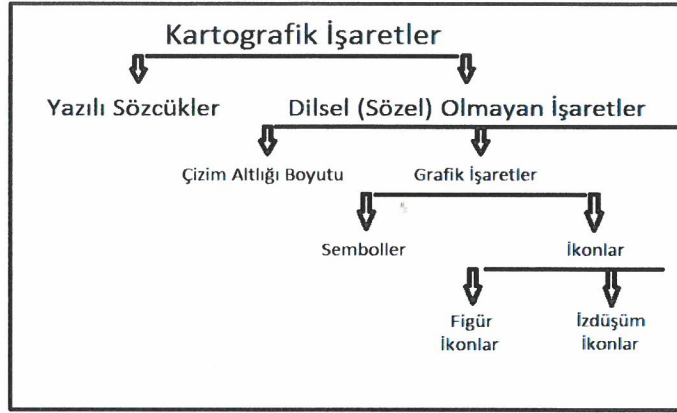 Kartografik İşaretler
Yazılı Sözcükler Dilsel (Sözel) Olmayan İşaretler
Çizim Altlığı Boyutu Grafik İşaretler
Semboller İkonlar
Figür İzdüşüm
İkonlar İkonlar